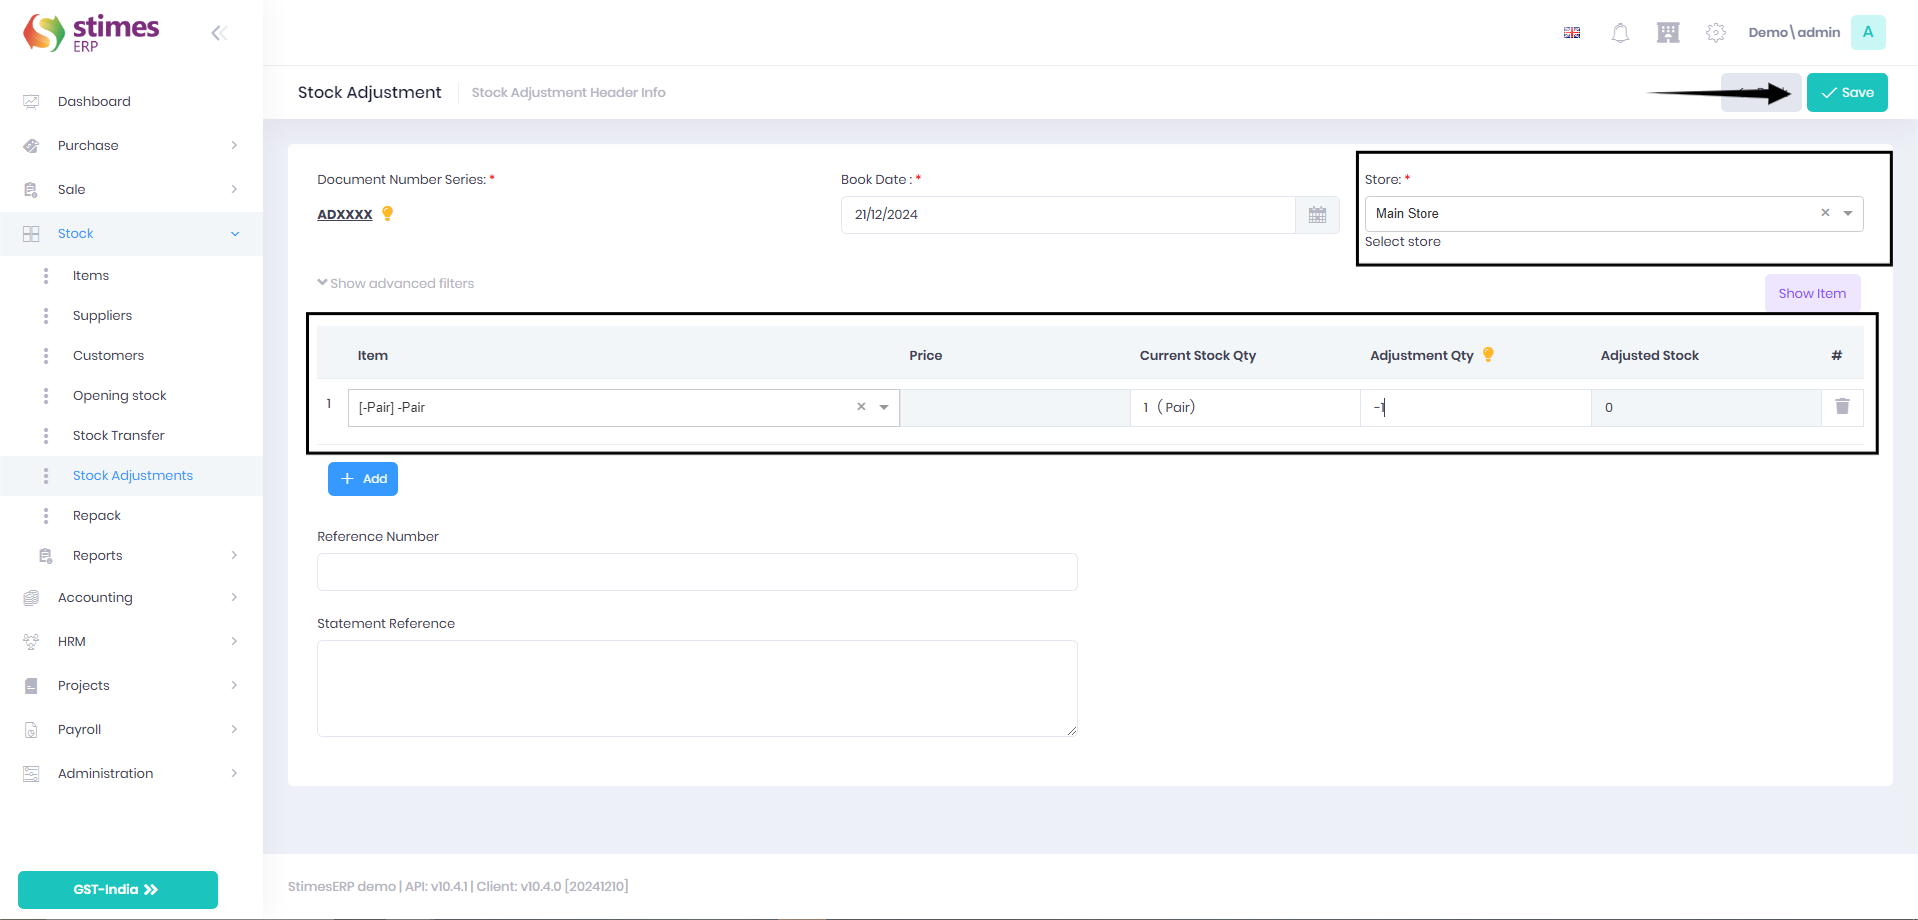 stimes
ERP
Demo\admin
A
Stock Adjustment
Stock Adjustment Header Info
Save
Dashboard
Purchase
Sale
Stock
Items
Suppliers
Customers
Opening stock
Stock Transfer
Stock Adjustments
Repack
Reports
Accounting
HRM
Projects
Payroll
Administration
GST-India
Document Number Series: *
ADXXXX
Book Date : *
21/12/2024
Store: *
Main Store
Select store
Show advanced filters
Show Item
Item Price Current Stock Qty Adjustment Qty Adjusted Stock #
1 [-Pair] -Pair 1 ( Pair) -1 0
+ Add
Reference Number
Statement Reference
StimesERP demo | API: v10.4.1 | Client: v10.4.0 [20241210]